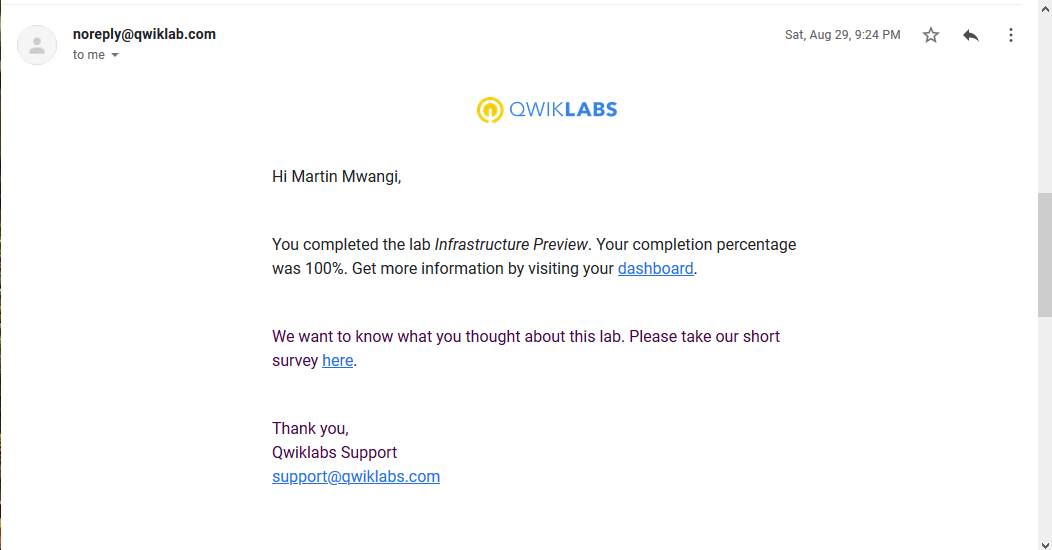 noreply@qwiklab.com
Sat, Aug 29, 9:24 PM
to me
QWIKLABS
Hi Martin Mwangi,
You completed the lab Infrastructure Preview. Your completion percentage
was 100%. Get more information by visiting your dashboard.
We want to know what you thought about this lab. Please take our short
survey here.
Thank you,
Qwiklabs Support
support@qwiklabs.com